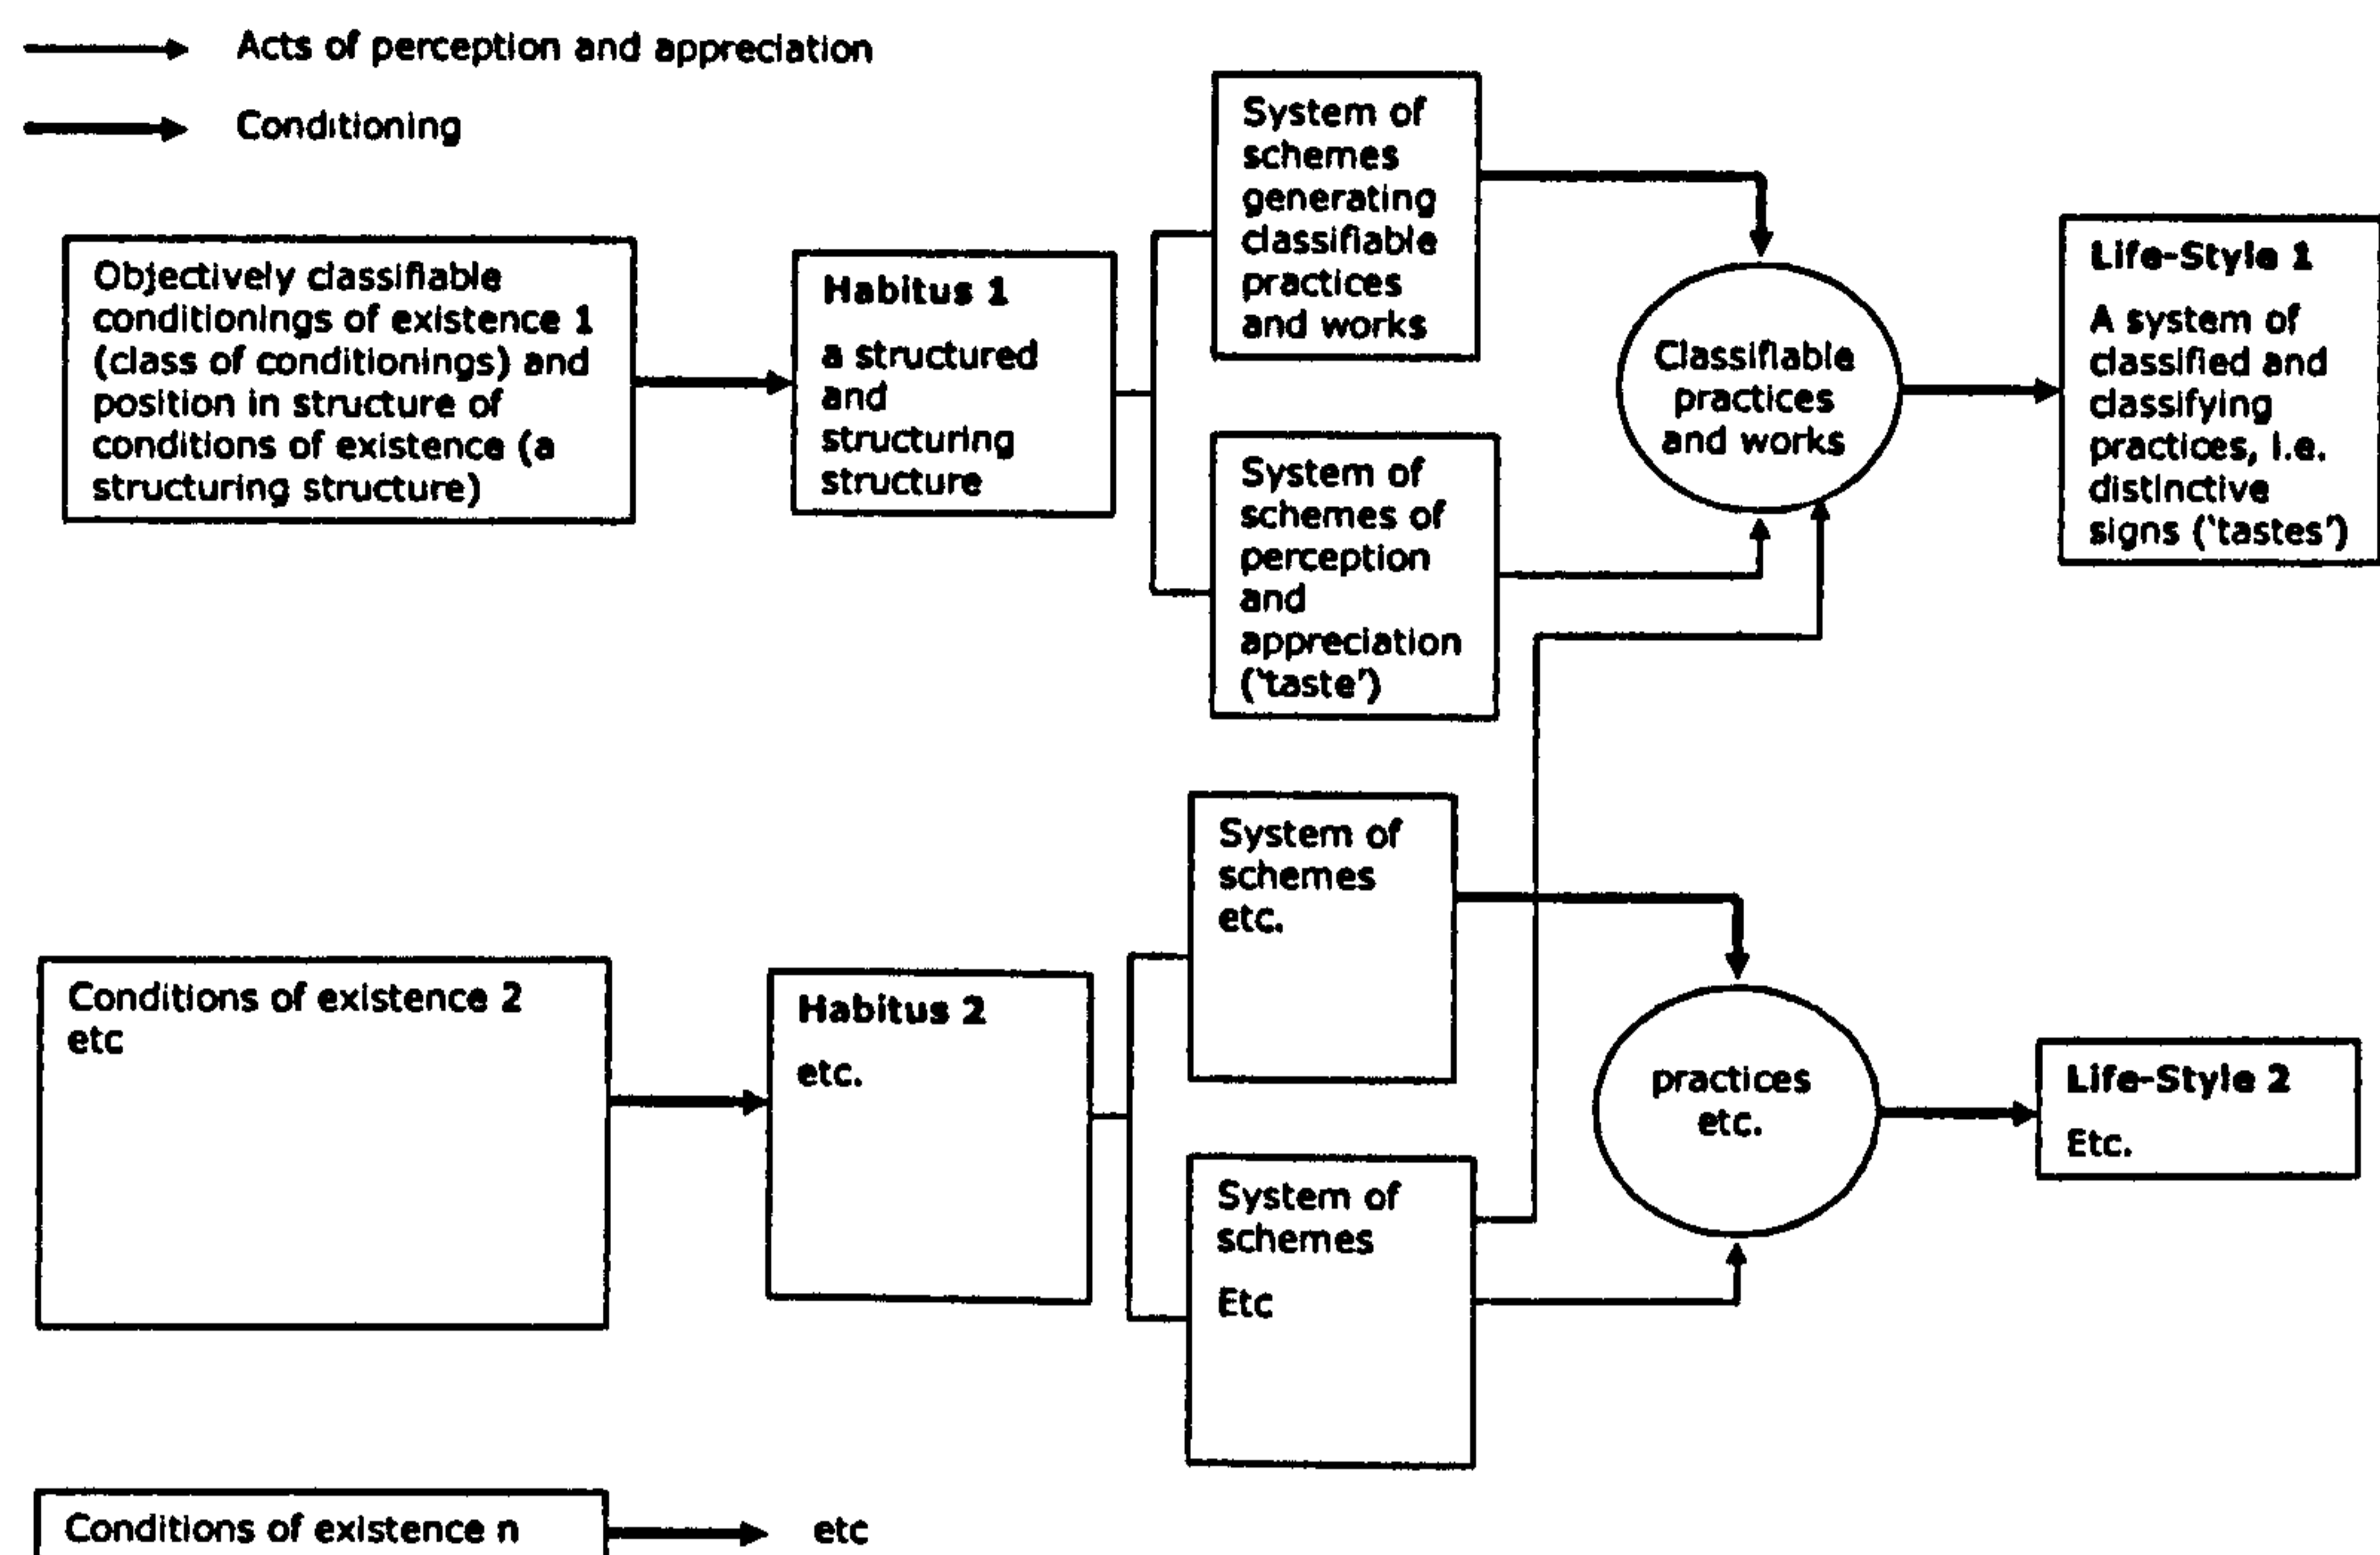 Acts of perception and appreciation
Conditioning
Objectively classifiable
conditionings of existence 1
(class of conditionings) and
position in structure of
conditions of existence (a
structuring structure)
Habitus 1
a structured
and
structuring
structure
System of
schemes
generating
classifiable
practices
and works
System of
schemes of
perception
and
appreciation
('taste')
Classifiable
practices
and works
Life-Style 1
A system of
classified and
classifying
practices, i.e.
distinctive
signs ('tastes')
Conditions of existence 2
etc
Habitus 2
etc.
System of
schemes
etc.
System of
schemes
Etc
practices
etc.
Life-Style 2
Etc.
Conditions of existence n
etc